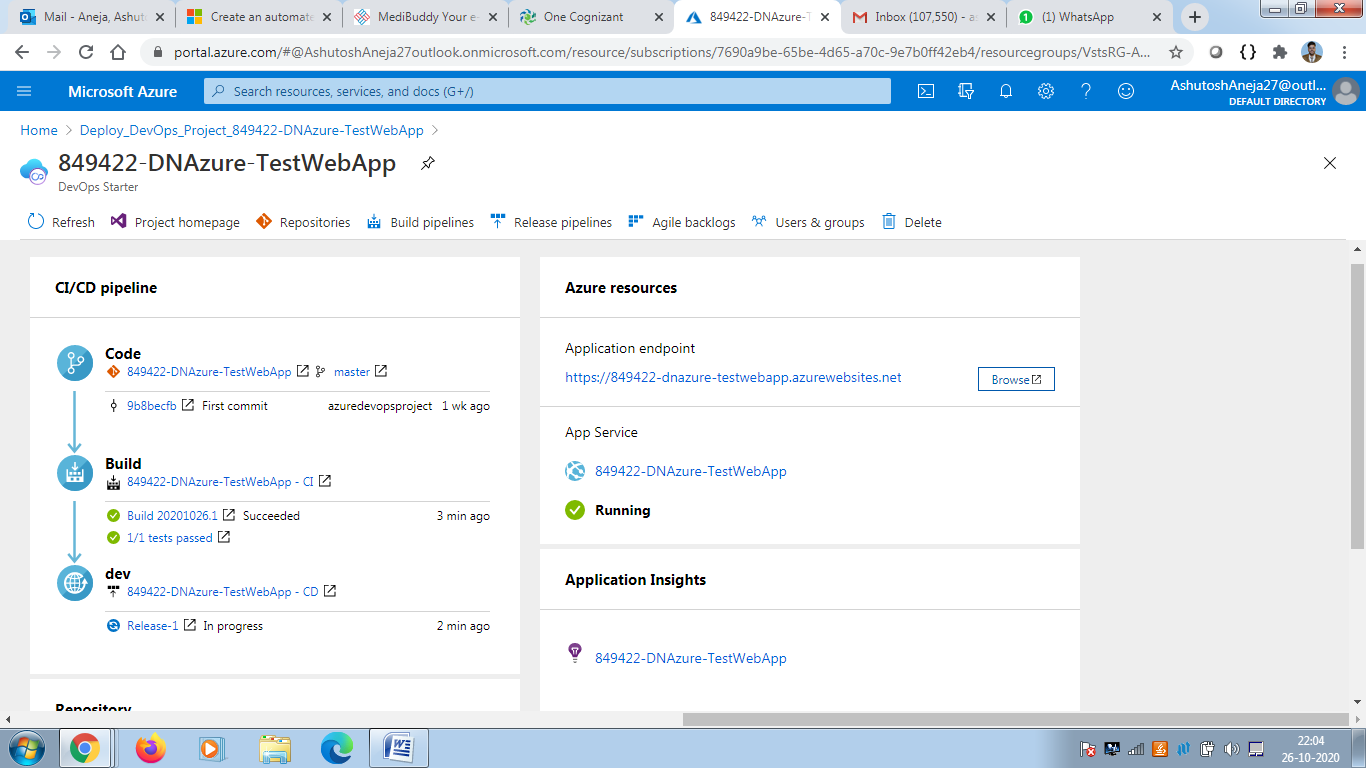 Mail - Aneja, Ashut
Create an automate
MediBuddy Your e-
One Cognizant
849422-DNAzure-T
Inbox (107,550) - as
(1) WhatsApp
portal.azure.com/#@AshutoshAneja27outlook.onmicrosoft.com/resource/subscriptions/7690a9be-65be-4d65-a70c-9e7b0ff42eb4/resourcegroups/VstsRG-A...
Microsoft Azure
Search resources, services, and docs (G+/)
AshutoshAneja27@outl...
DEFAULT DIRECTORY
Home > Deploy_DevOps_Project_849422-DNAzure-TestWebApp >
849422-DNAzure-TestWebApp
DevOps Starter
Refresh Project homepage Repositories Build pipelines Release pipelines Agile backlogs Users & groups Delete
CI/CD pipeline
Code
849422-DNAzure-TestWebApp master
9b8becfb First commit azuredevopsproject 1 wk ago
Build
849422-DNAzure-TestWebApp - CI
Build 20201026.1 Succeeded 3 min ago
1/1 tests passed
dev
849422-DNAzure-TestWebApp - CD
Release-1 In progress 2 min ago
Repository
Azure resources
Application endpoint
https://849422-dnazure-testwebapp.azurewebsites.net
Browse
App Service
849422-DNAzure-TestWebApp
Running
Application Insights
849422-DNAzure-TestWebApp
22:04
26-10-2020